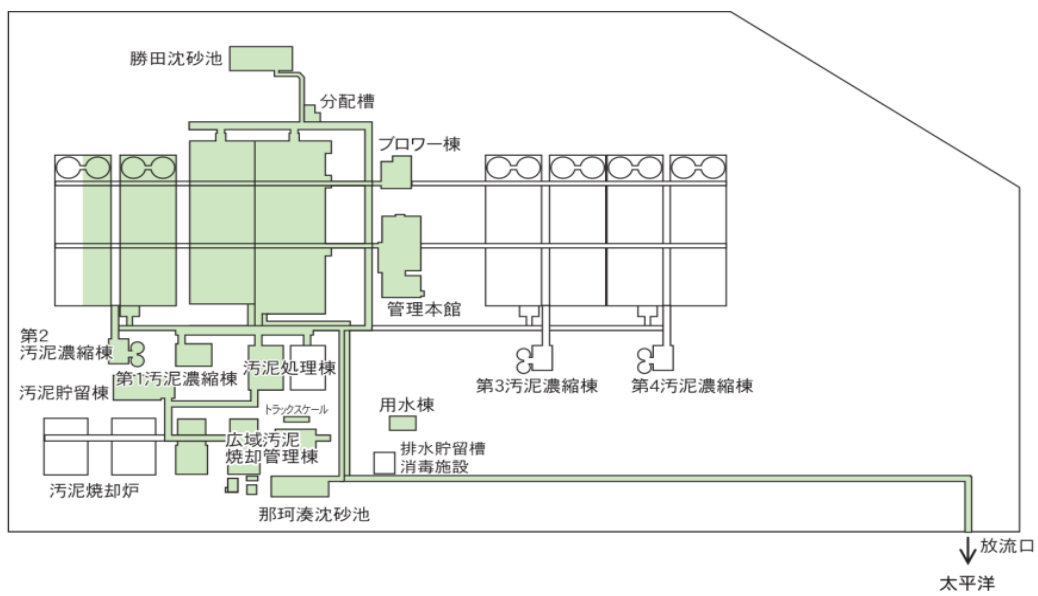 勝田沈砂池
分配槽
ブロワー棟
管理本館
第2
汚泥濃縮棟
第1汚泥濃縮棟
汚泥処理棟
第3汚泥濃縮棟
第4汚泥濃縮棟
汚泥貯留棟
トラックスケール
用水棟
広域汚泥
焼却管理棟
排水貯留槽
消毒施設
汚泥焼却炉
那珂湊沈砂池
放流口
太平洋